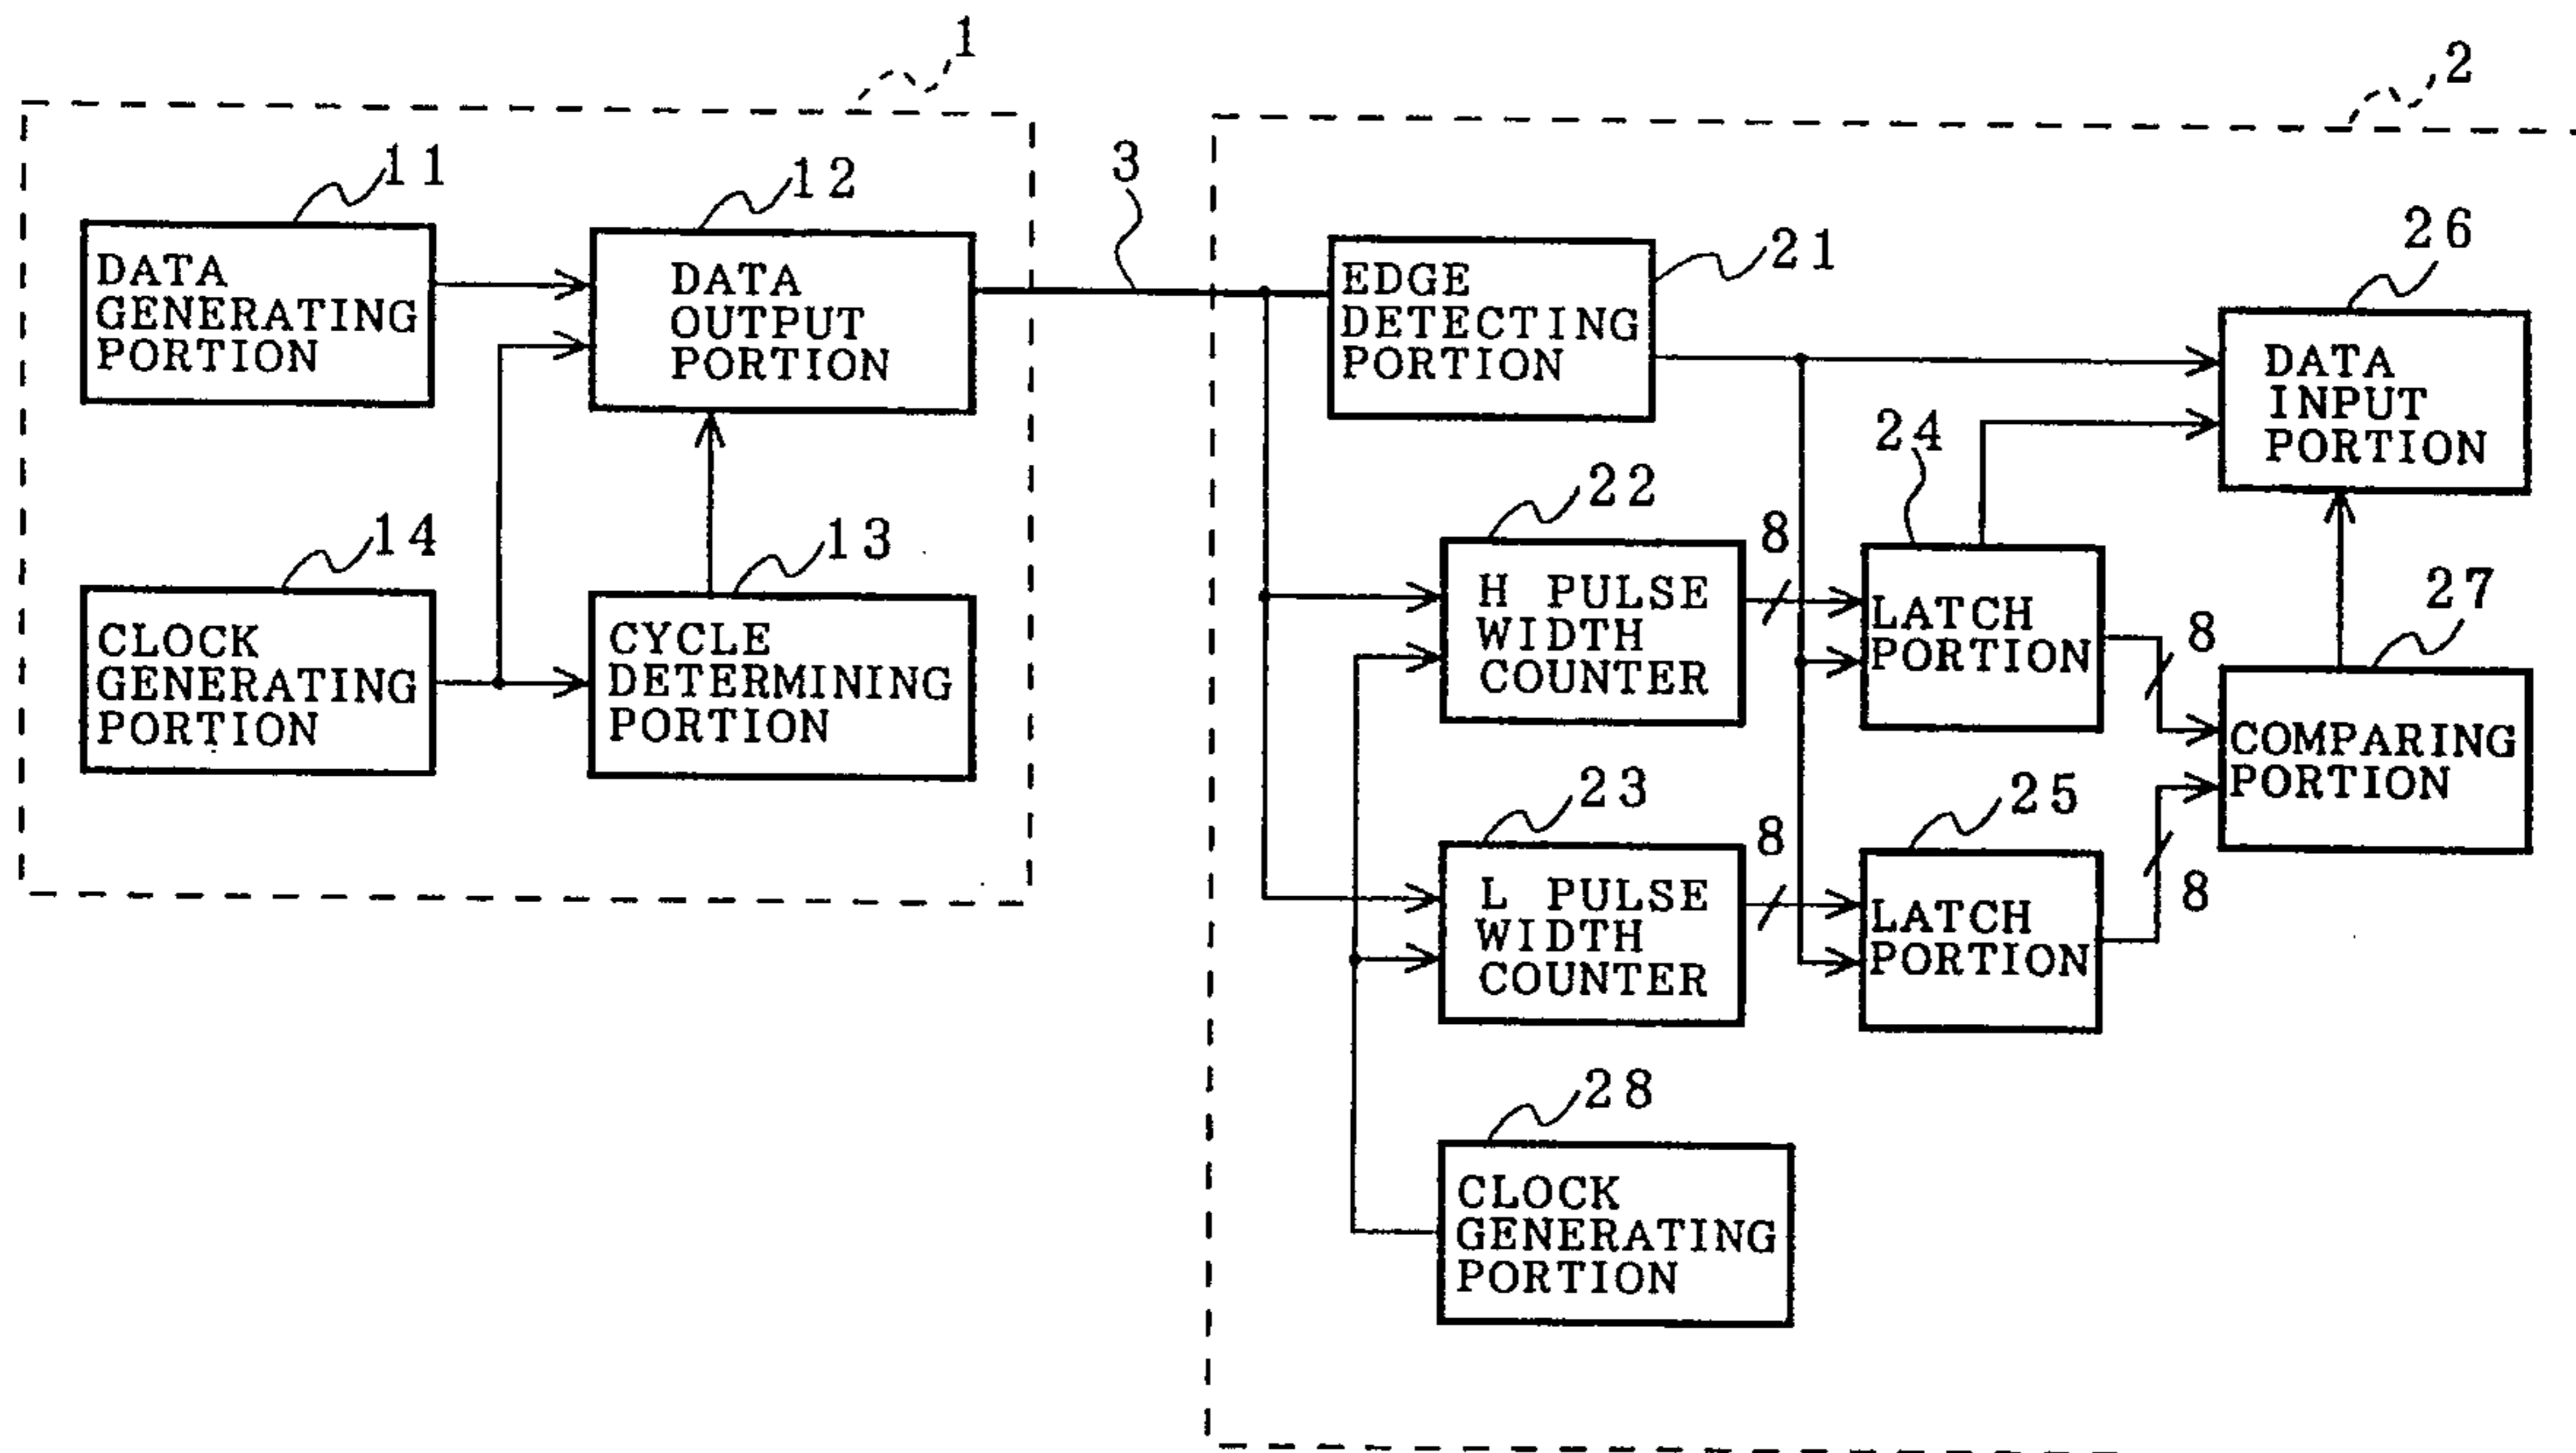 1
2
11
DATA
GENERATING
PORTION
12
DATA
OUTPUT
PORTION
3
14
CLOCK
GENERATING
PORTION
13
CYCLE
DETERMINING
PORTION
21
EDGE
DETECTING
PORTION
26
DATA
INPUT
PORTION
22
H PULSE
WIDTH
COUNTER
8
24
LATCH
PORTION
8
27
COMPARING
PORTION
23
L PULSE
WIDTH
COUNTER
8
25
LATCH
PORTION
8
28
CLOCK
GENERATING
PORTION